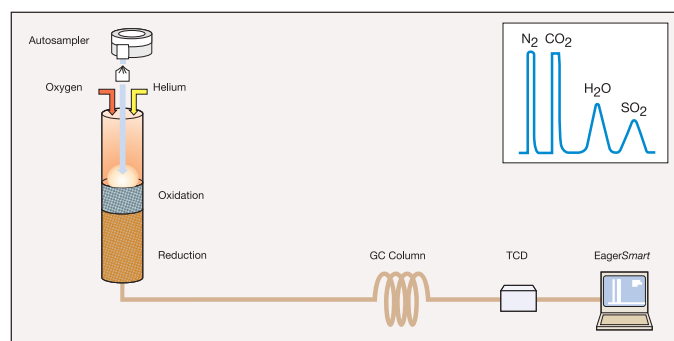 Autosampler
N2 CO2
Oxygen Helium
H2O
SO2
Oxidation
Reduction
GC Column TCD EagerSmart